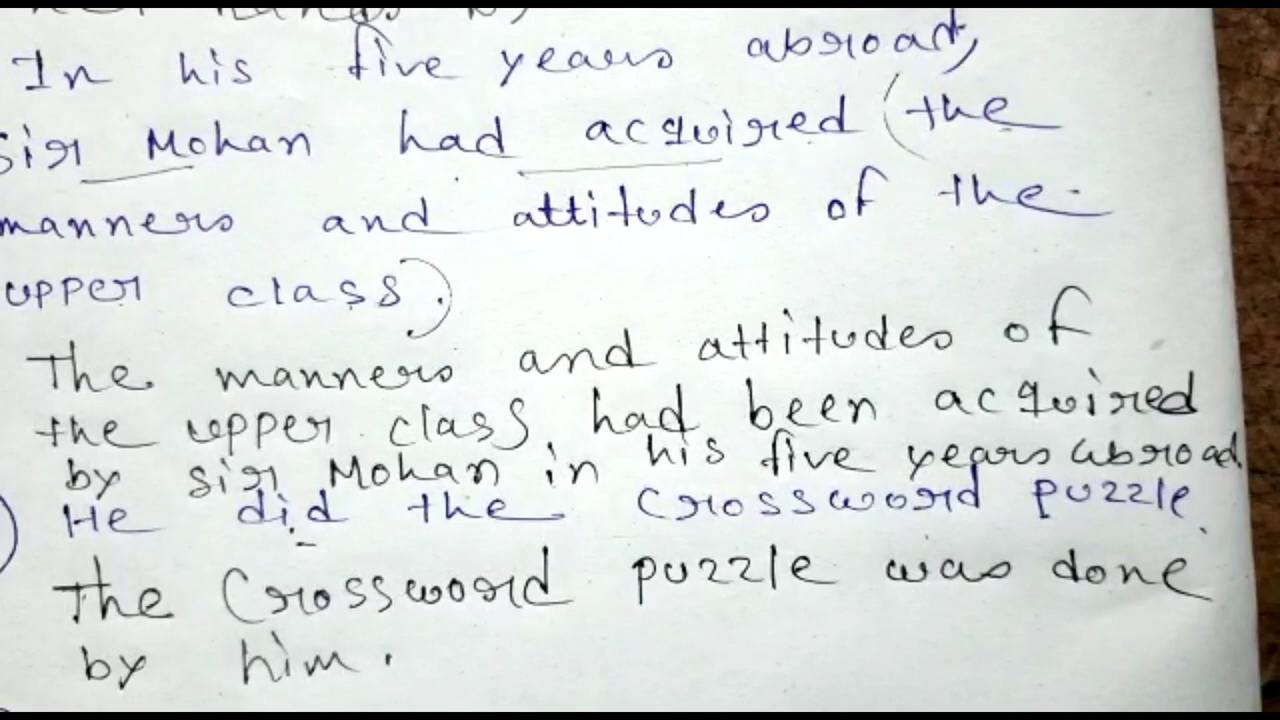 In his five years abroad,
Sir Mohan had acquired (the
manners and attitudes of the
upper class).
The manners and attitudes of
the upper class, had been acquired
by Sir Mohan in his five years abroad.
He did the crossword puzzle.
The Crossword puzzle was done
by him.